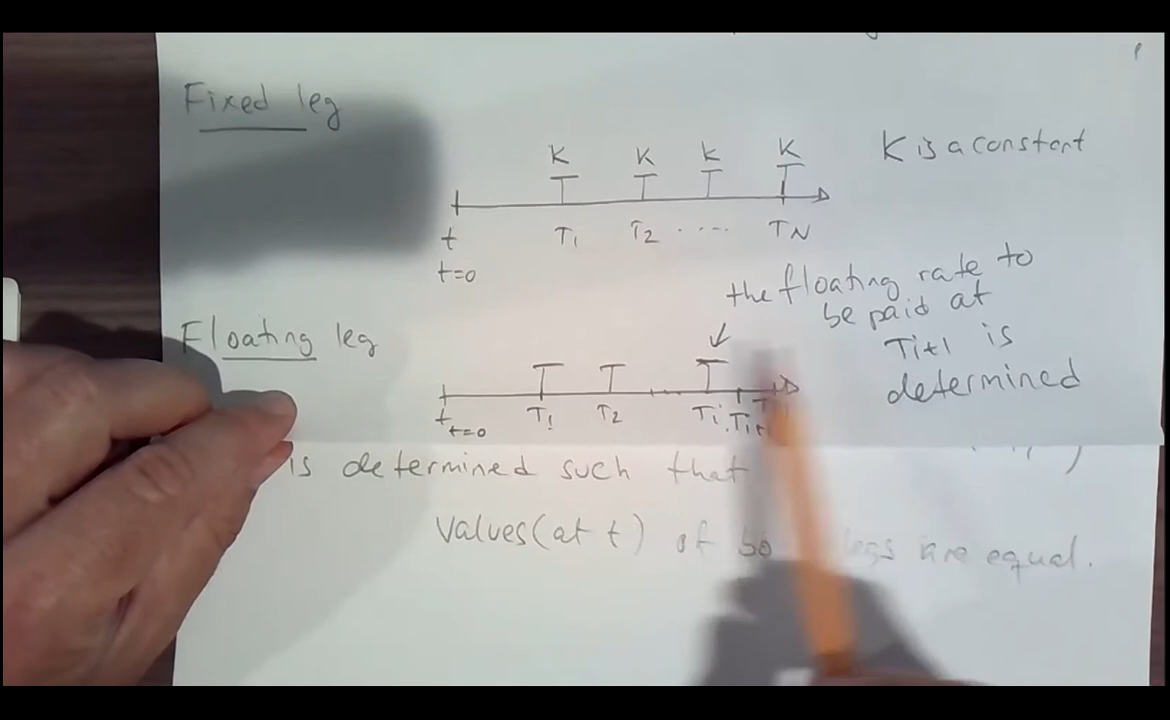 Fixed leg
K K K K
K is a constant
t T1 T2 .... TN
t=0
the floating rate to
be paid at
Ti+1 is
determined
Floating leg
t T1 T2 ... Ti
t=0
is determined such that
Values (at t) of are equal.